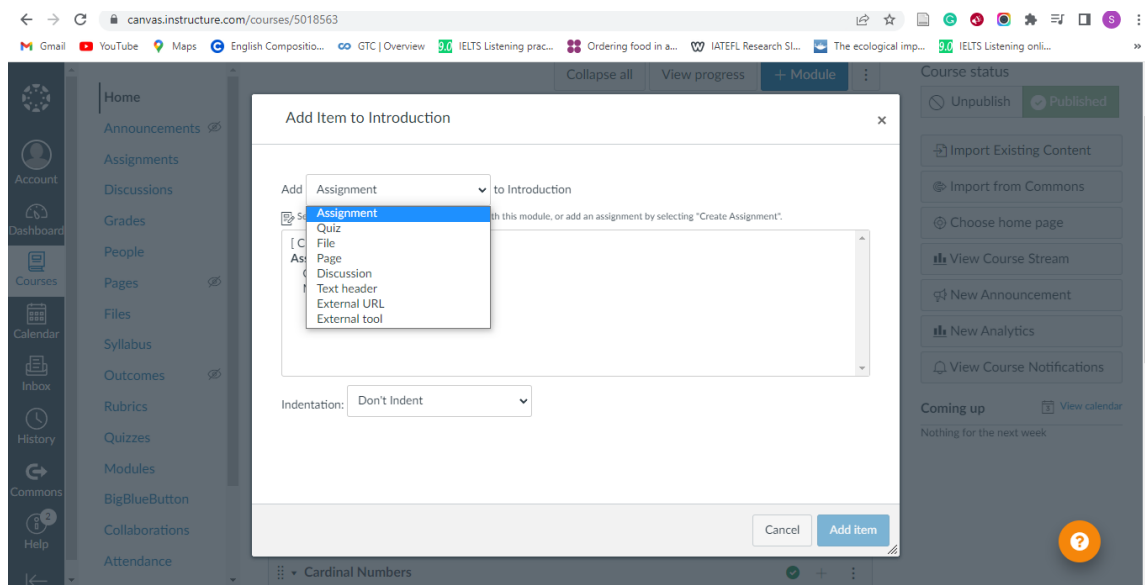 canvas.instructure.com/courses/5018563
S
Gmail YouTube Maps English Compositio... GTC | Overview 9.0 IELTS Listening prac... Ordering food in a... IATEFL Research SI... The ecological imp... 9.0 IELTS Listening onli... »
Account
Dashboard
Courses
Calendar
Inbox
History
Commons
2
Help
Home
Announcements
Assignments
Discussions
Grades
People
Pages
Files
Syllabus
Outcomes
Rubrics
Quizzes
Modules
BigBlueButton
Collaborations
Attendance
Collapse all View progress + Module
Add Item to Introduction
×
Add Assignment to Introduction
th this module, or add an assignment by selecting "Create Assignment".
Assignment
Quiz
File
Page
Discussion
Text header
External URL
External tool
Indentation: Don't Indent
Cancel Add item
Cardinal Numbers
Course status
Unpublish Published
Import Existing Content
Import from Commons
Choose home page
View Course Stream
New Announcement
New Analytics
View Course Notifications
Coming up View calendar
Nothing for the next week
?